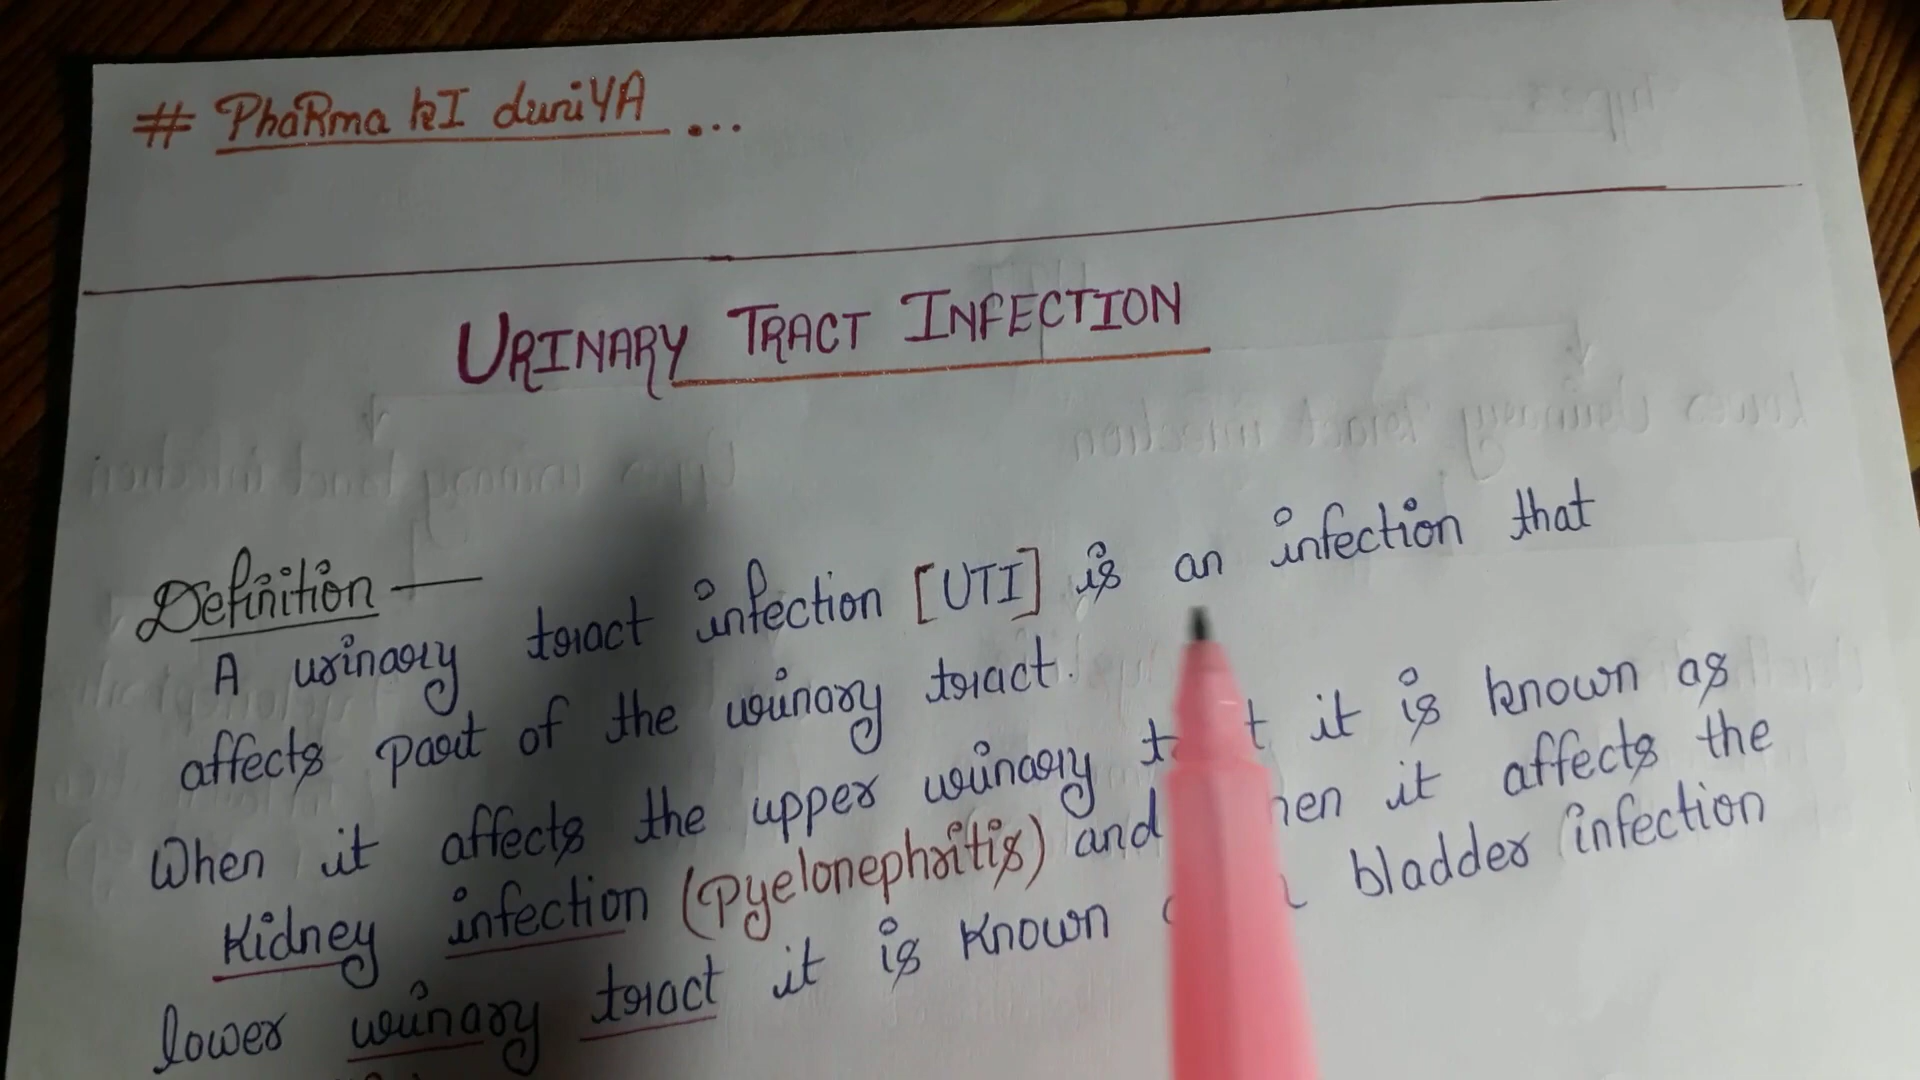 # PhaRma kI duniYA ...
URINARY TRACT INFECTION
Definition —
A urinary tract infection [UTI] is an infection that
affects part of the urinary tract.
When it affects the upper urinary it is known as
Kidney infection (Pyelonephritis) and it affects the
lower urinary tract it is known bladder infection